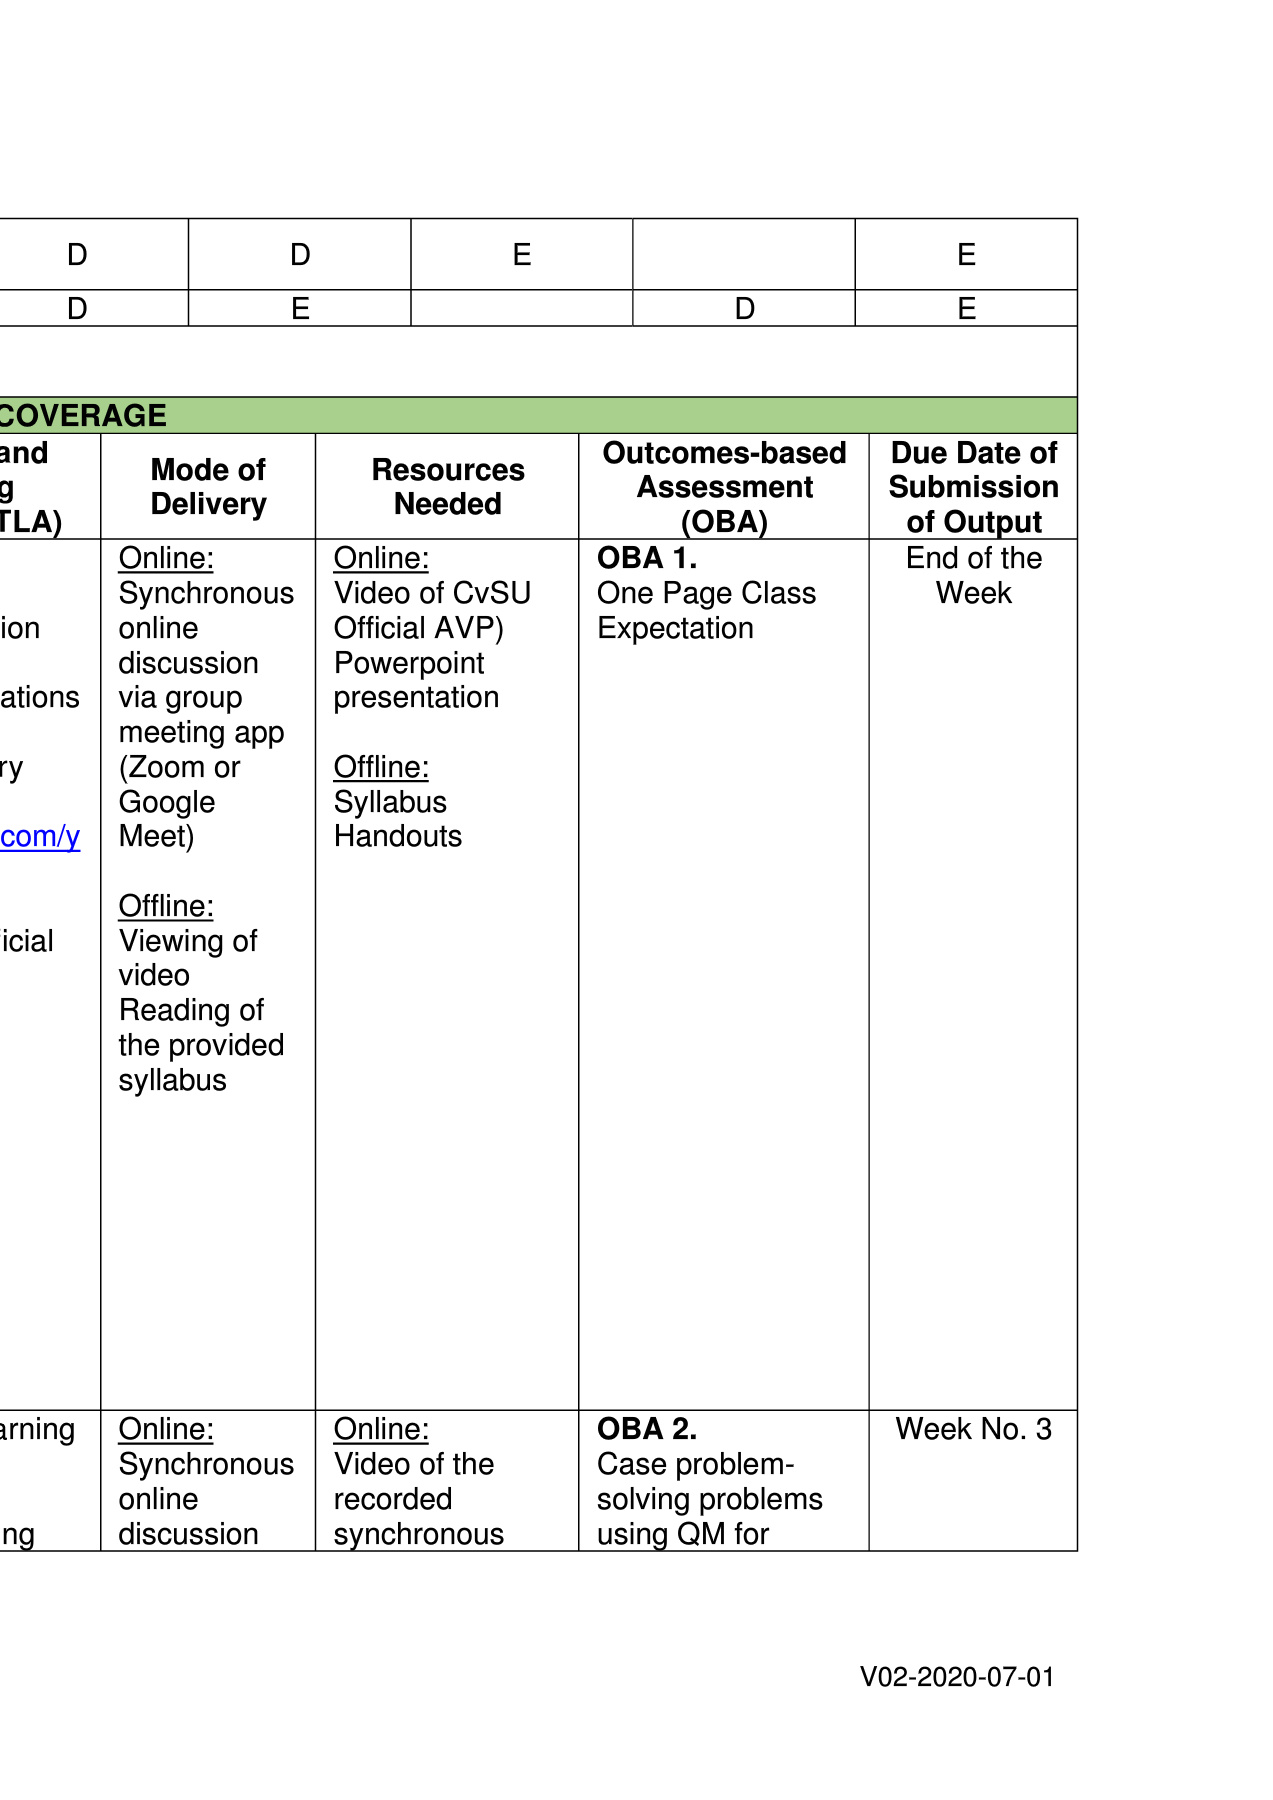 D D E E
D E D E
COVERAGE
and
g
TLA)
Mode of
Delivery
Resources
Needed
Outcomes-based
Assessment
(OBA)
Due Date of
Submission
of Output
ion
ations
ry
.com/y
ficial
Online:
Synchronous
online
discussion
via group
meeting app
(Zoom or
Google
Meet)
Offline:
Viewing of
video
Reading of
the provided
syllabus
Online:
Video of CvSU
Official AVP)
Powerpoint
presentation
Offline:
Syllabus
Handouts
OBA 1.
One Page Class
Expectation
End of the
Week
arning
ng
Online:
Synchronous
online
discussion
Online:
Video of the
recorded
synchronous
OBA 2.
Case problem-
solving problems
using QM for
Week No. 3
V02-2020-07-01